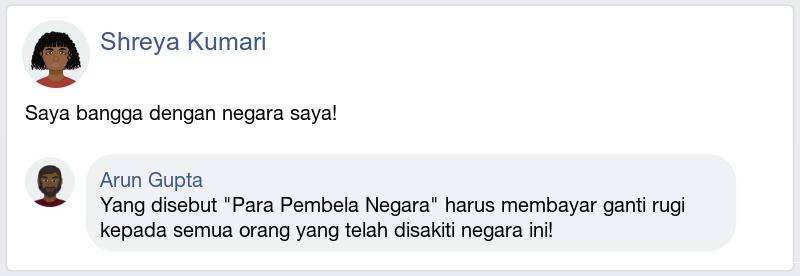 Shreya Kumari
Saya bangga dengan negara saya!
Arun Gupta
Yang disebut "Para Pembela Negara" harus membayar ganti rugi
kepada semua orang yang telah disakiti negara ini!